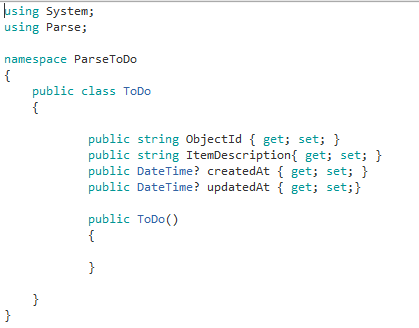 using System;
using Parse;
namespace ParseToDo
{
public class ToDo
{
public string ObjectId { get; set; }
public string ItemDescription{ get; set; }
public DateTime? createdAt { get; set; }
public DateTime? updatedAt { get; set;}
public ToDo()
{
}
}
}